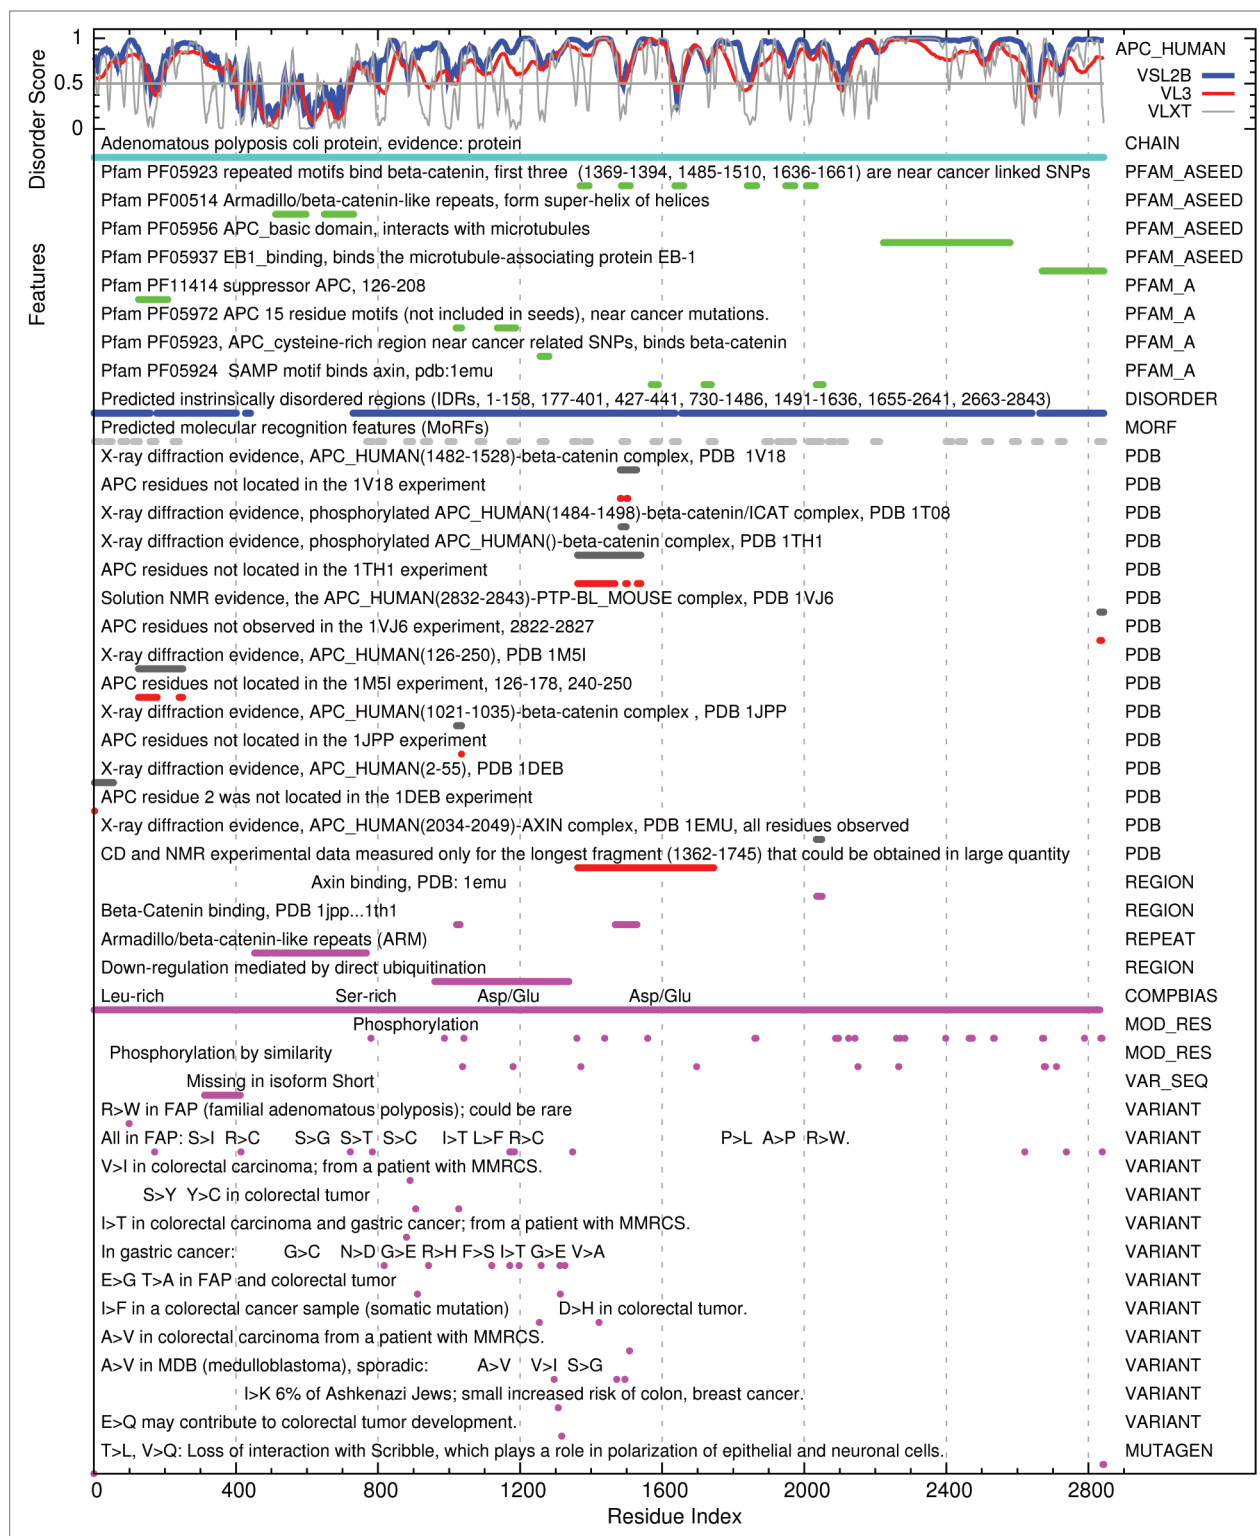 1
0.5
0
Disorder Score
APC_HUMAN
VSL2B
VL3
VLXT
Features
Adenomatous polyposis coli protein, evidence: protein CHAIN
Pfam PF05923 repeated motifs bind beta-catenin, first three (1369-1394, 1485-1510, 1636-1661) are near cancer linked SNPs PFAM_ASEED
Pfam PF00514 Armadillo/beta-catenin-like repeats, form super-helix of helices PFAM_ASEED
Pfam PF05956 APC_basic domain, interacts with microtubules PFAM_ASEED
Pfam PF05937 EB1_binding, binds the microtubule-associating protein EB-1 PFAM_ASEED
Pfam PF11414 suppressor APC, 126-208 PFAM_A
Pfam PF05972 APC 15 residue motifs (not included in seeds), near cancer mutations. PFAM_A
Pfam PF05923, APC_cysteine-rich region near cancer related SNPs, binds beta-catenin PFAM_A
Pfam PF05924 SAMP motif binds axin, pdb:1emu PFAM_A
Predicted instrinsically disordered regions (IDRs, 1-158, 177-401, 427-441, 730-1486, 1491-1636, 1655-2641, 2663-2843) DISORDER
Predicted molecular recognition features (MoRFs) MORF
X-ray diffraction evidence, APC_HUMAN(1482-1528)-beta-catenin complex, PDB 1V18 PDB
APC residues not located in the 1V18 experiment PDB
X-ray diffraction evidence, phosphorylated APC_HUMAN(1484-1498)-beta-catenin/ICAT complex, PDB 1T08 PDB
X-ray diffraction evidence, phosphorylated APC_HUMAN()-beta-catenin complex, PDB 1TH1 PDB
APC residues not located in the 1TH1 experiment PDB
Solution NMR evidence, the APC_HUMAN(2832-2843)-PTP-BL_MOUSE complex, PDB 1VJ6 PDB
APC residues not observed in the 1VJ6 experiment, 2822-2827 PDB
X-ray diffraction evidence, APC_HUMAN(126-250), PDB 1M5I PDB
APC residues not located in the 1M5I experiment, 126-178, 240-250 PDB
X-ray diffraction evidence, APC_HUMAN(1021-1035)-beta-catenin complex , PDB 1JPP PDB
APC residues not located in the 1JPP experiment PDB
X-ray diffraction evidence, APC_HUMAN(2-55), PDB 1DEB PDB
APC residue 2 was not located in the 1DEB experiment PDB
X-ray diffraction evidence, APC_HUMAN(2034-2049)-AXIN complex, PDB 1EMU, all residues observed PDB
CD and NMR experimental data measured only for the longest fragment (1362-1745) that could be obtained in large quantity PDB
Axin binding, PDB: 1emu REGION
Beta-Catenin binding, PDB 1jpp...1th1 REGION
Armadillo/beta-catenin-like repeats (ARM) REPEAT
Down-regulation mediated by direct ubiquitination REGION
Leu-rich Ser-rich Asp/Glu Asp/Glu COMPBIAS
Phosphorylation MOD_RES
Phosphorylation by similarity MOD_RES
Missing in isoform Short VAR_SEQ
R>W in FAP (familial adenomatous polyposis); could be rare VARIANT
All in FAP: S>I R>C S>G S>T S>C I>T L>F R>C P>L A>P R>W. VARIANT
V>I in colorectal carcinoma; from a patient with MMRCS. VARIANT
S>Y Y>C in colorectal tumor VARIANT
I>T in colorectal carcinoma and gastric cancer; from a patient with MMRCS. VARIANT
In gastric cancer: G>C N>D G>E R>H F>S I>T G>E V>A VARIANT
E>G T>A in FAP and colorectal tumor VARIANT
I>F in a colorectal cancer sample (somatic mutation) D>H in colorectal tumor. VARIANT
A>V in colorectal carcinoma from a patient with MMRCS. VARIANT
A>V in MDB (medulloblastoma), sporadic: A>V V>I S>G VARIANT
I>K 6% of Ashkenazi Jews; small increased risk of colon, breast cancer. VARIANT
E>Q may contribute to colorectal tumor development. VARIANT
T>L, V>Q: Loss of interaction with Scribble, which plays a role in polarization of epithelial and neuronal cells. MUTAGEN
0 400 800 1200 1600 2000 2400 2800
Residue Index